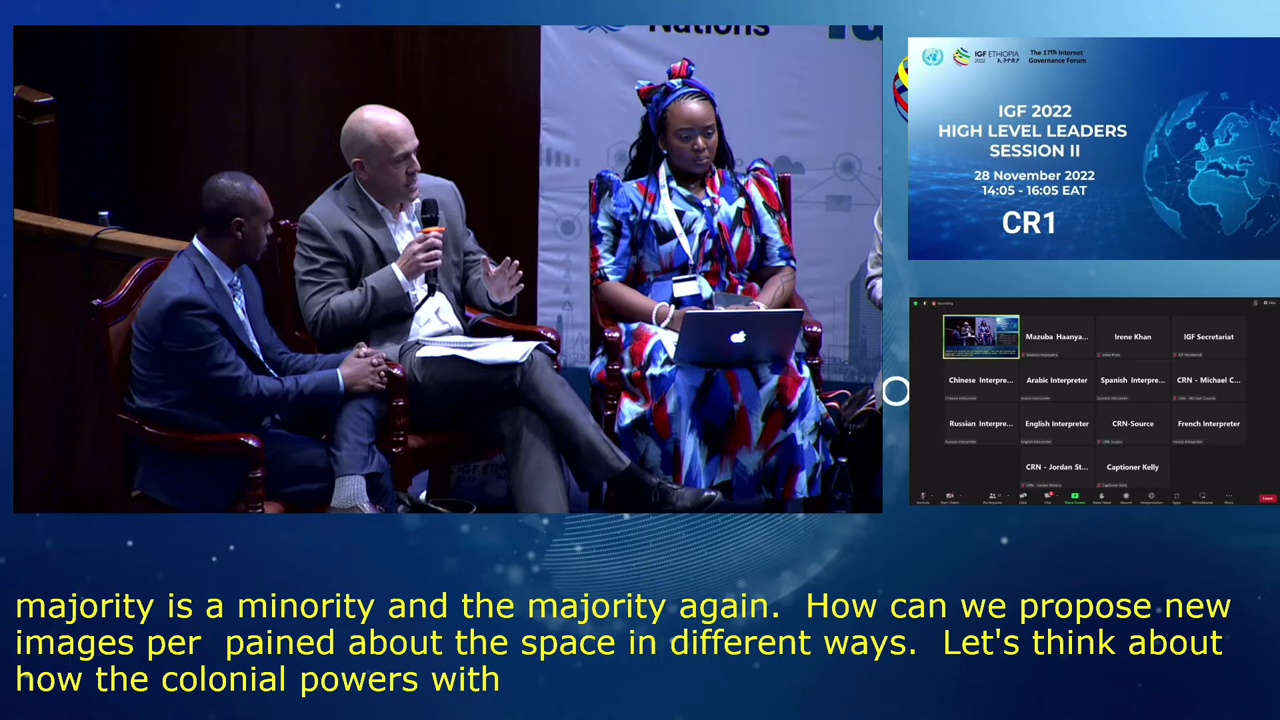 Nations
IGF ETHIOPIA
2022 ኢትዮጵያ
The 17th Internet
Governance Forum
IGF 2022
HIGH LEVEL LEADERS
SESSION II
28 November 2022
14:05 - 16:05 EAT
CR1
Recording
Mazuba Haanya...
Irene Khan
IGF Secretariat
Chinese Interpre...
Arabic Interpreter
Spanish Interpre...
CRN - Michael C...
Russian Interpre...
English Interpreter
CRN-Source
French Interpreter
CRN - Jordan St...
Captioner Kelly
Leave
majority is a minority and the majority again. How can we propose new
images per pained about the space in different ways. Let's think about
how the colonial powers with